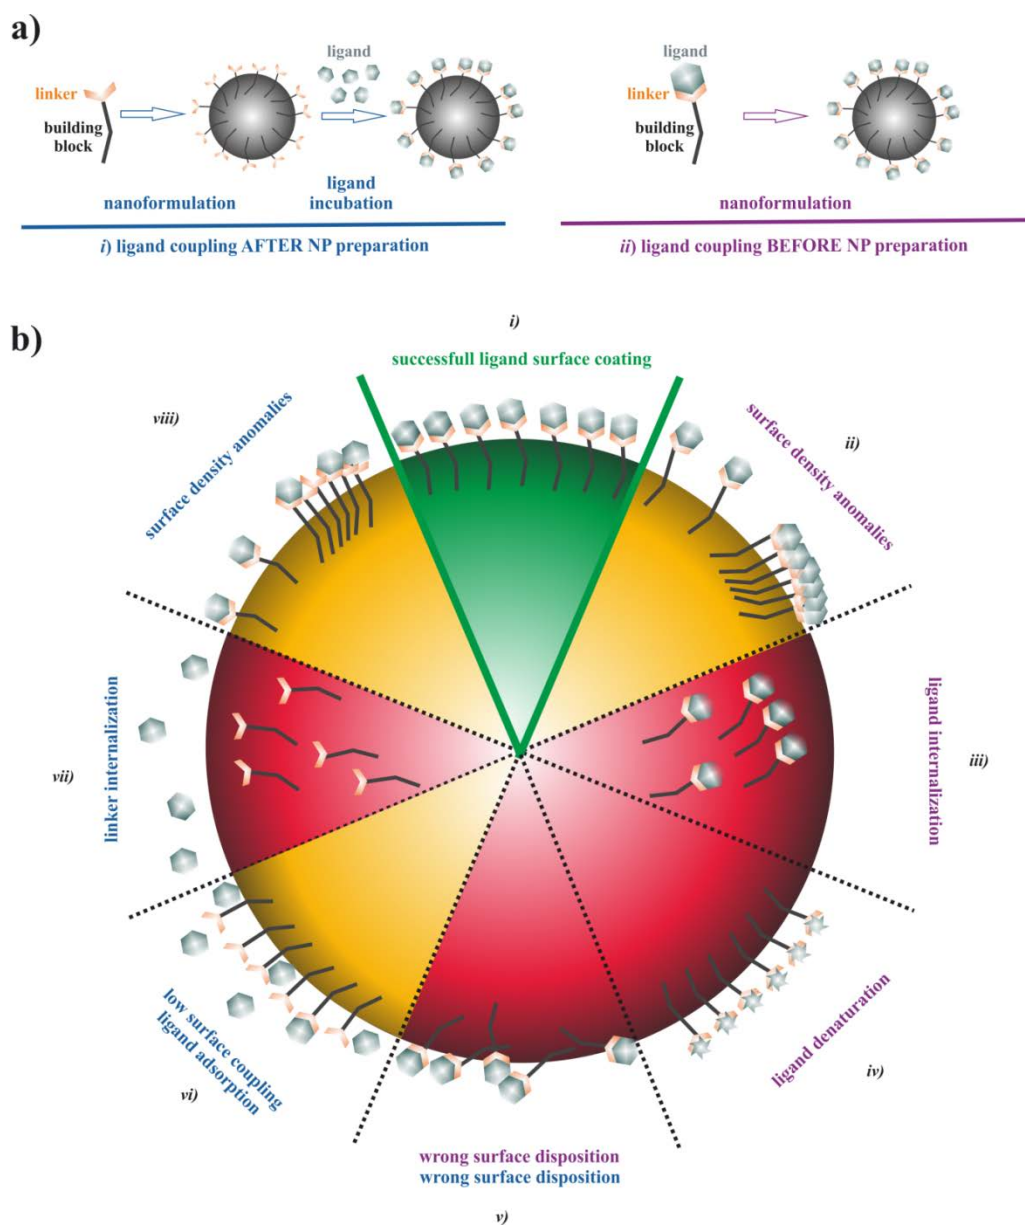 a)
ligand
linker
building
block
nanoformulation
ligand
incubation
i) ligand coupling AFTER NP preparation
ligand
linker
building
block
nanoformulation
ii) ligand coupling BEFORE NP preparation
b)
i)
successfull ligand surface coating
viii)
surface density anomalies
ii)
surface density anomalies
vii)
linker internalization
iii)
ligand internalization
vi)
low surface coupling
ligand adsorption
iv)
ligand denaturation
wrong surface disposition
wrong surface disposition
v)